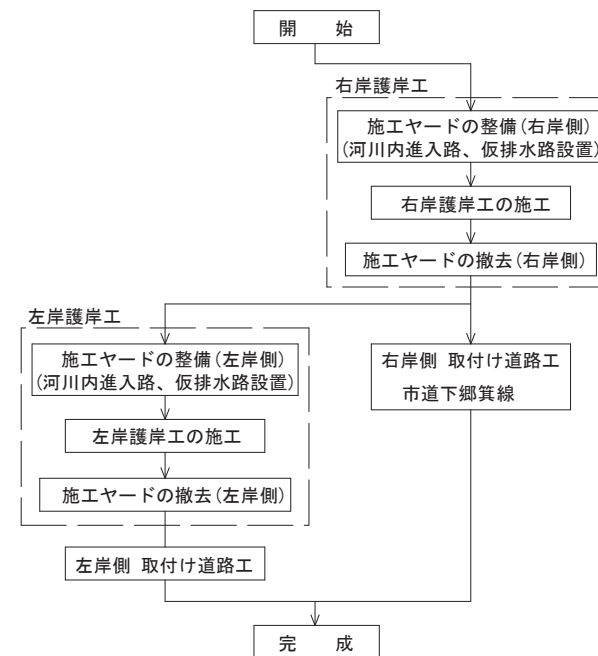 開　始
右岸護岸工
施工ヤードの整備(右岸側)
(河川内進入路、仮排水路設置)
右岸護岸工の施工
施工ヤードの撤去(右岸側)
左岸護岸工
施工ヤードの整備(左岸側)
(河川内進入路、仮排水路設置)
左岸護岸工の施工
施工ヤードの撤去(左岸側)
左岸側 取付け道路工
右岸側 取付け道路工
市道下郷箕線
完　成